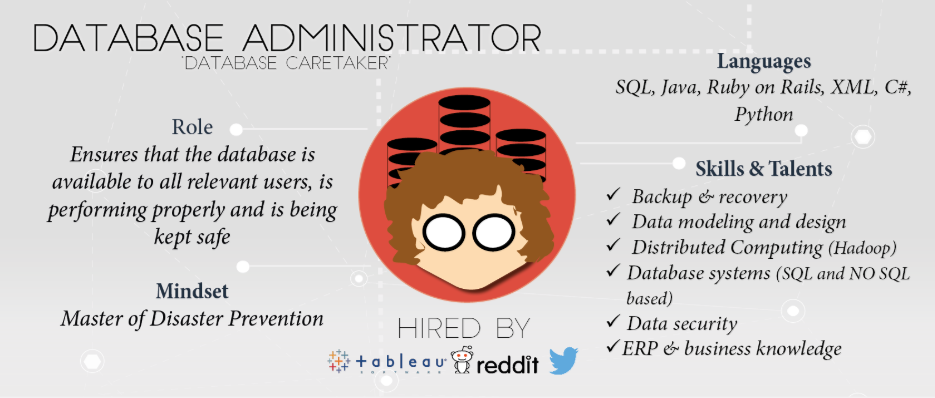 DATABASE ADMINISTRATOR
"DATABASE CARETAKER"
Role
Ensures that the database is
available to all relevant users, is
performing properly and is being
kept safe
Mindset
Master of Disaster Prevention
Languages
SQL, Java, Ruby on Rails, XML, C#,
Python
Skills & Talents
✓ Backup & recovery
✓ Data modeling and design
✓ Distributed Computing (Hadoop)
✓ Database systems (SQL and NO SQL
based)
✓ Data security
✓ ERP & business knowledge
HIRED BY
tableau reddit
SOFTWARE